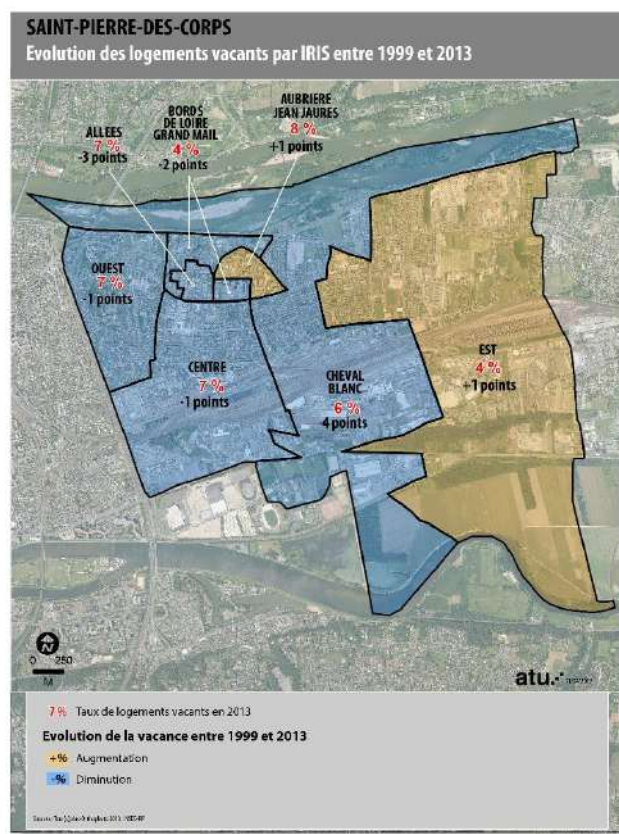 SAINT-PIERRE-DES-CORPS
Evolution des logements vacants par IRIS entre 1999 et 2013
ALLEES
7 %
-3 points
BORDS
DE LOIRE
GRAND MAIL
4 %
-2 points
AUBRIERE
JEAN JAURES
8 %
+1 points
OUEST
7 %
-1 points
CENTRE
7 %
-1 points
CHEVAL
BLANC
6 %
4 points
EST
4 %
+1 points
N
0 250
M
atu.
7 % Taux de logements vacants en 2013
Evolution de la vacance entre 1999 et 2013
+% Augmentation
-% Diminution